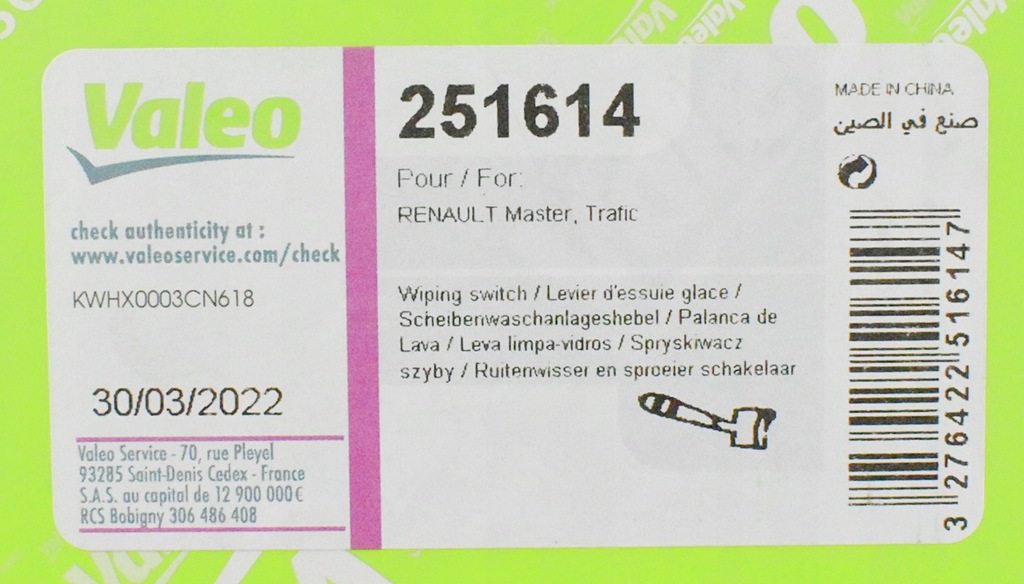 Valeo
check authenticity at :
www.valeoservice.com/check
KWHX0003CN618
30/03/2022
Valeo Service - 70, rue Pleyel
93285 Saint-Denis Cedex - France
S.A.S. au capital de 12 900 000€
RCS Bobigny 306 486 408
251614
Pour / For:
RENAULT Master, Trafic
Wiping switch / Levier d'essuie glace /
Scheibenwaschanlageshebel / Palanca de
Lava / Leva limpa-vidros / Spryskiwacz
szyby / Ruitenwisser en sproeier schakelaar
MADE IN CHINA
صنع في الصين
3 276422 516147
Valeo
Valeo
Valeo